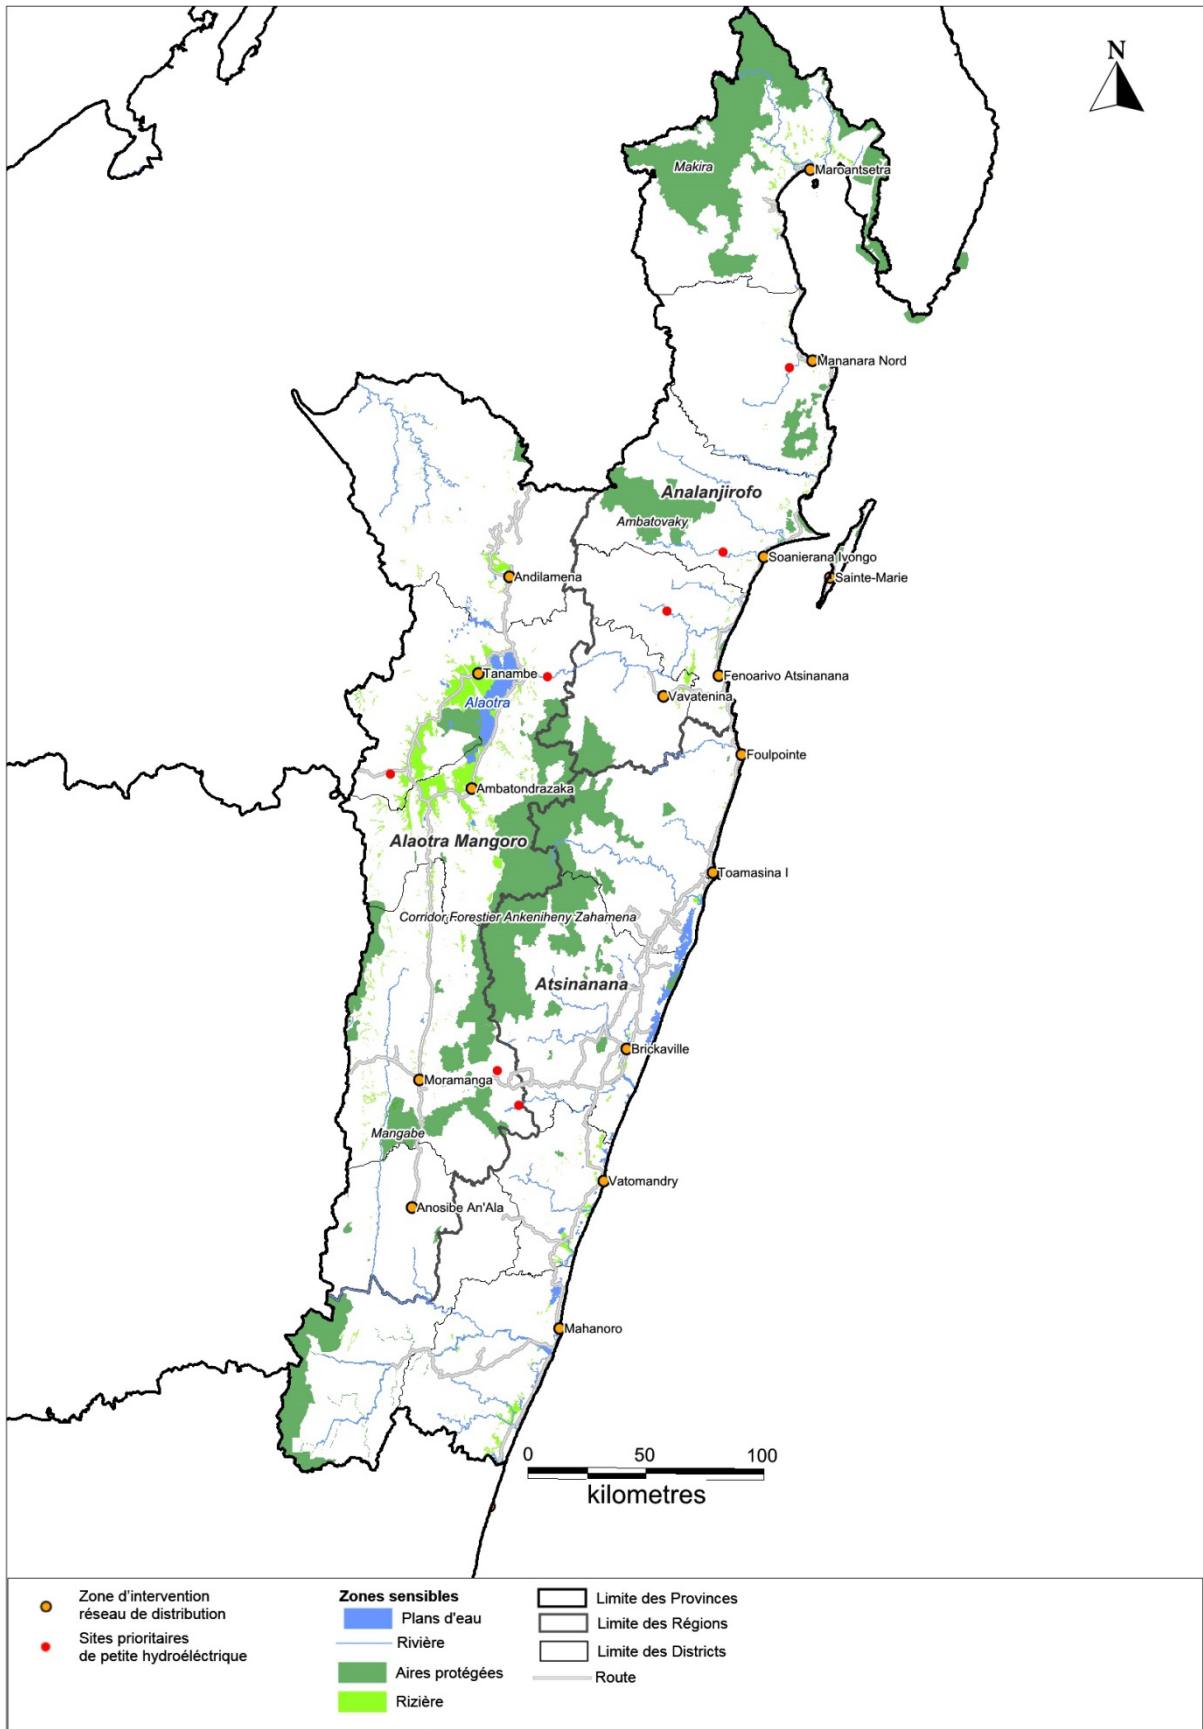 N
Makira
Maroantsetra
Mananara Nord
Analanjirofo
Ambatovaky
Soanierana Ivongo
Andilamena
Sainte-Marie
Tanambe
Fenoarivo Atsinanana
Vavatenina
Alaotra
Foulpointe
Ambatondrazaka
Alaotra Mangoro
Toamasina I
Corridor Forestier Ankeniheny Zahamena
Atsinanana
Brickaville
Moramanga
Mangabe
Vatomandry
Anosibe An'Ala
Mahanoro
0 50 100
kilometres
Zone d'intervention
réseau de distribution
Sites prioritaires
de petite hydroéléctrique
Zones sensibles
Plans d'eau
Rivière
Aires protégées
Rizière
Limite des Provinces
Limite des Régions
Limite des Districts
Route